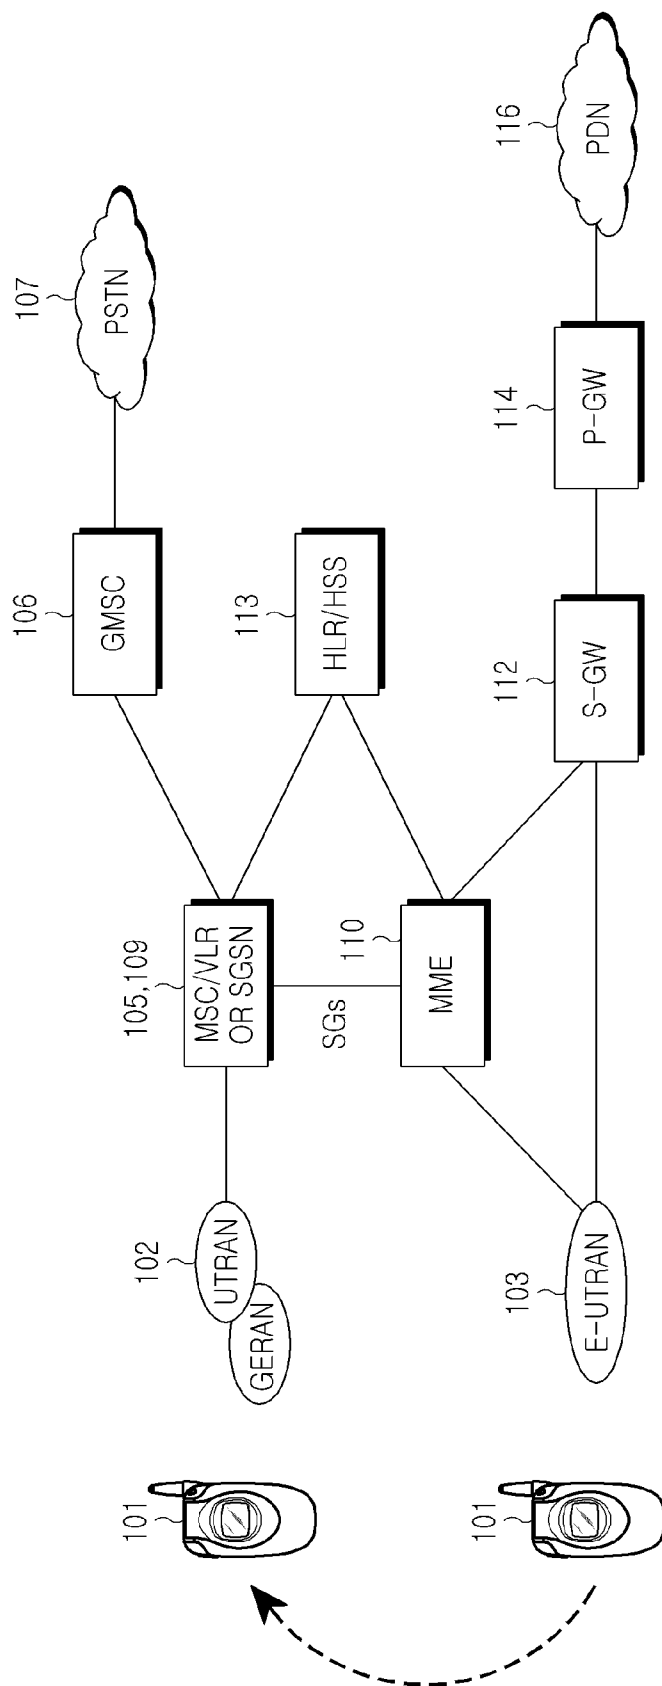 107
PSTN
116
PDN
106
GMSC
113
HLR/HSS
114
P-GW
112
S-GW
105,109
MSC/VLR
OR SGSN
SGs
110
MME
102
UTRAN
GERAN
103
E-UTRAN
101
101